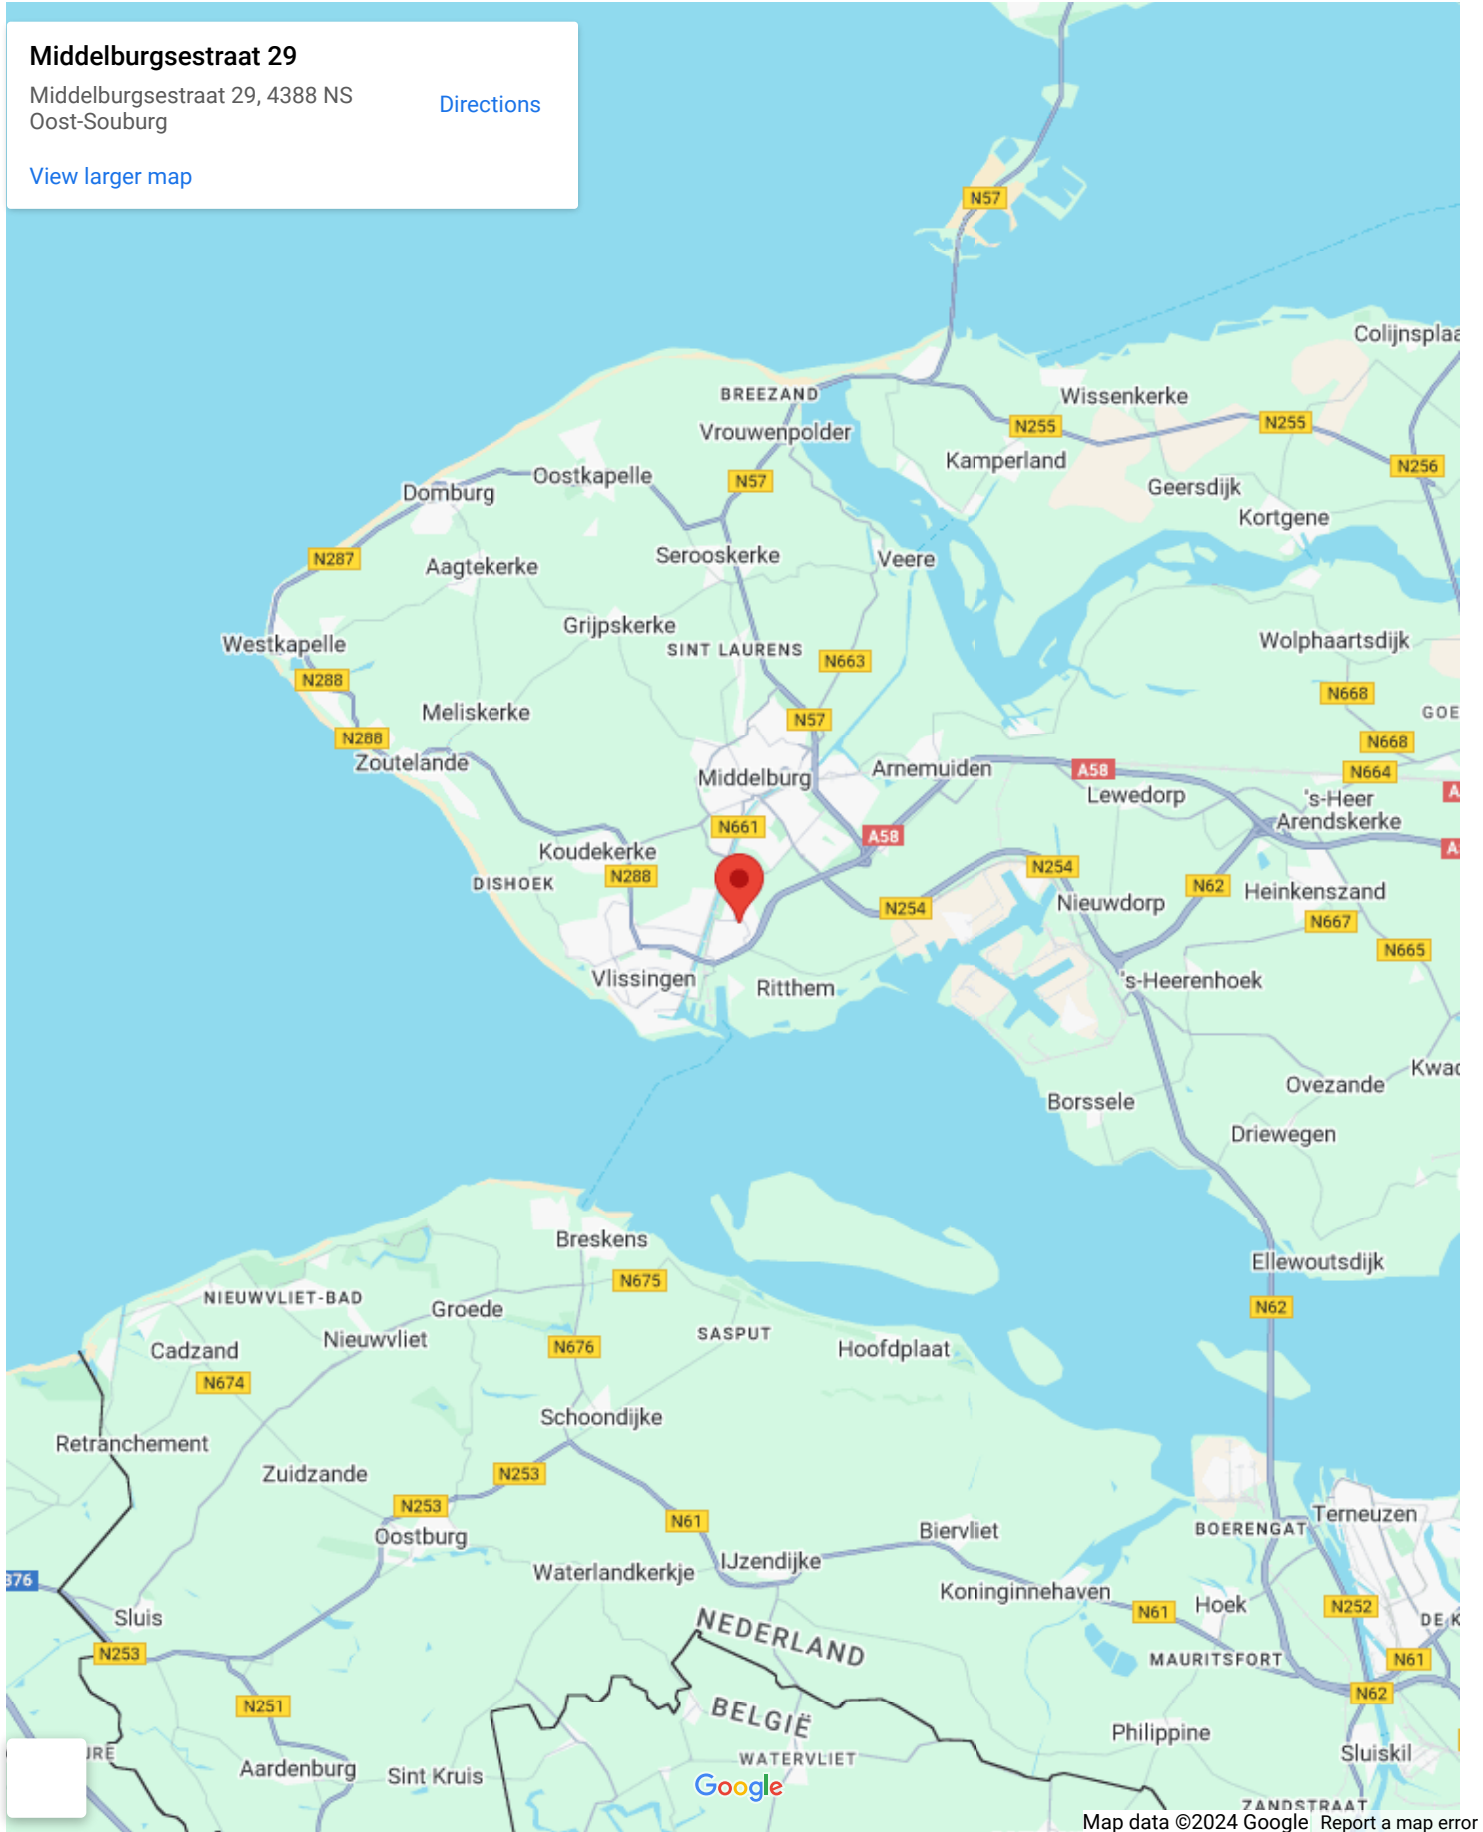 Middelburgsestraat 29
Middelburgsestraat 29, 4388 NS
Oost-Souburg
Directions
View larger map
N57
Colijnsplaa
BREEZAND
Wissenkerke
Vrouwenpolder
N255
N255
Kamperland
N256
Oostkapelle
N57
Domburg
Geersdijk
Kortgene
N287
Aagtekerke
Serooskerke
Veere
Grijpskerke
Westkapelle
SINT LAURENS
N663
Wolphaartsdijk
N288
N668
Meliskerke
N57
GOE
N288
N668
Zoutelande
Middelburg
Arnemuiden
A58
N664
Lewedorp
's-Heer
Arendskerke
A
N661
A58
A
Koudekerke
N288
DISHOEK
N254
N62
Heinkenszand
N254
Nieuwdorp
N667
N665
Vlissingen
Ritthem
's-Heerenhoek
Kwad
Ovezande
Borssele
Driewegen
Breskens
Ellewoutsdijk
N675
NIEUWVLIET-BAD
Groede
N62
Nieuwvliet
SASPUT
Cadzand
N676
Hoofdplaat
N674
Schoondijke
Retranchement
Zuidzande
N253
N253
N61
Terneuzen
Oostburg
Biervliet
BOERENGAT
IJzendijke
Waterlandkerkje
376
Koninginnehaven
N61
Hoek
N252
Sluis
DE K
NEDERLAND
N253
MAURITSFORT
N61
N62
N251
BELGIË
Philippine
Sluiskil
URE
WATERVLIET
Aardenburg
Sint Kruis
Google
ZANDSTRAAT
Map data ©2024 Google
Report a map error